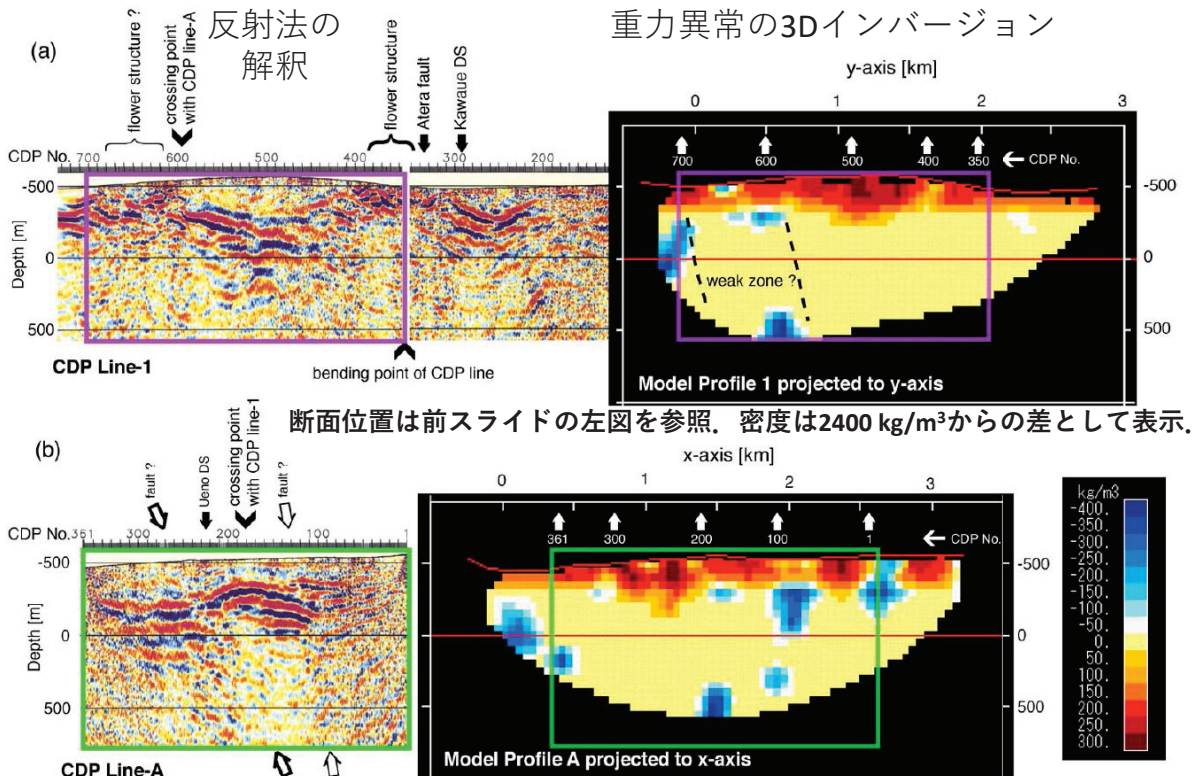 反射法の
解釈
重力異常の3Dインバージョン
(a)
flower structure ?
crossing point
with CDP line-A
flower structure
Atera fault
Kawaue DS
CDP No. 700 600 500 400 300 200
-500
0
500
Depth [m]
CDP Line-1
bending point of CDP line
y-axis [km]
0 1 2 3
700 600 500 400 350 ← CDP No.
-500
0
500
weak zone ?
Model Profile 1 projected to y-axis
断面位置は前スライドの左図を参照．密度は2400 kg/m³からの差として表示．
(b)
fault ?
Ueno DS
crossing point
with CDP line-1
fault ?
CDP No. 361 300 200 100 1
-500
0
500
Depth [m]
CDP Line-A
x-axis [km]
0 1 2 3
361 300 200 100 1 ← CDP No.
-500
0
500
Model Profile A projected to x-axis
kg/m3
-400.
-350.
-300.
-250.
-200.
-150.
-100.
-50.
0.
50.
100.
150.
200.
250.
300.